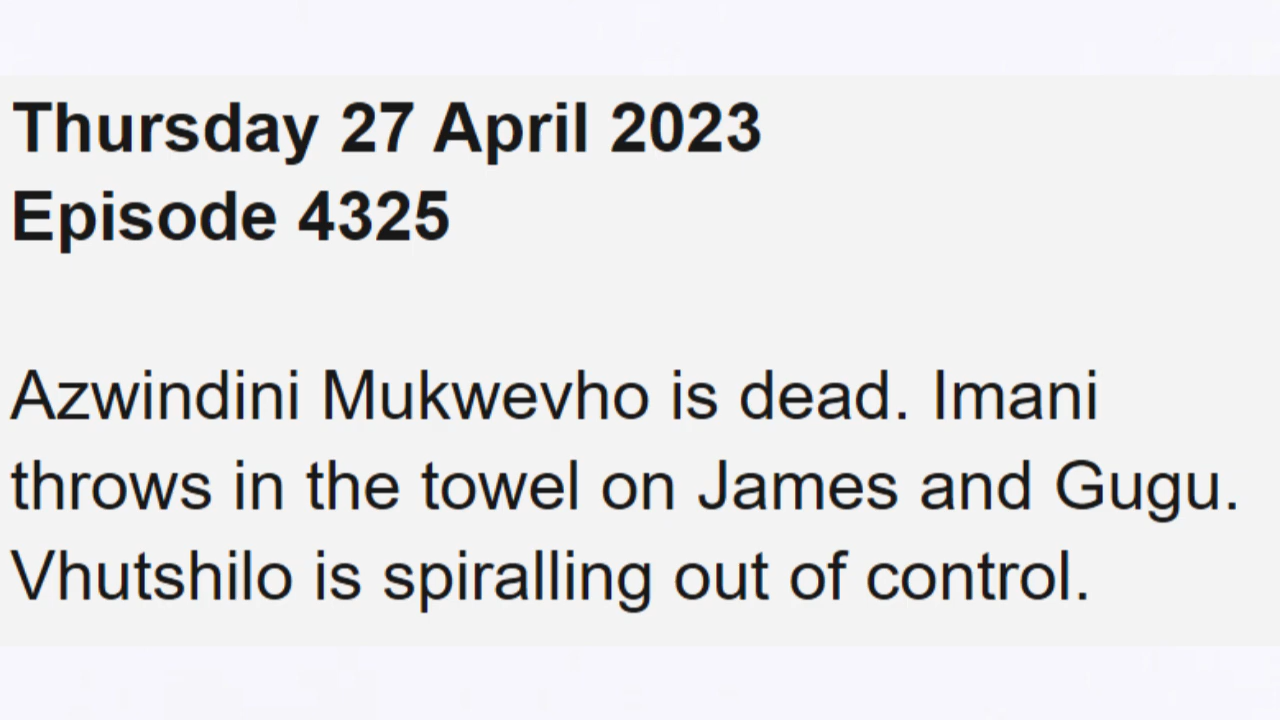 Thursday 27 April 2023
Episode 4325
Azwindini Mukwevho is dead. Imani
throws in the towel on James and Gugu.
Vhutshilo is spiralling out of control.